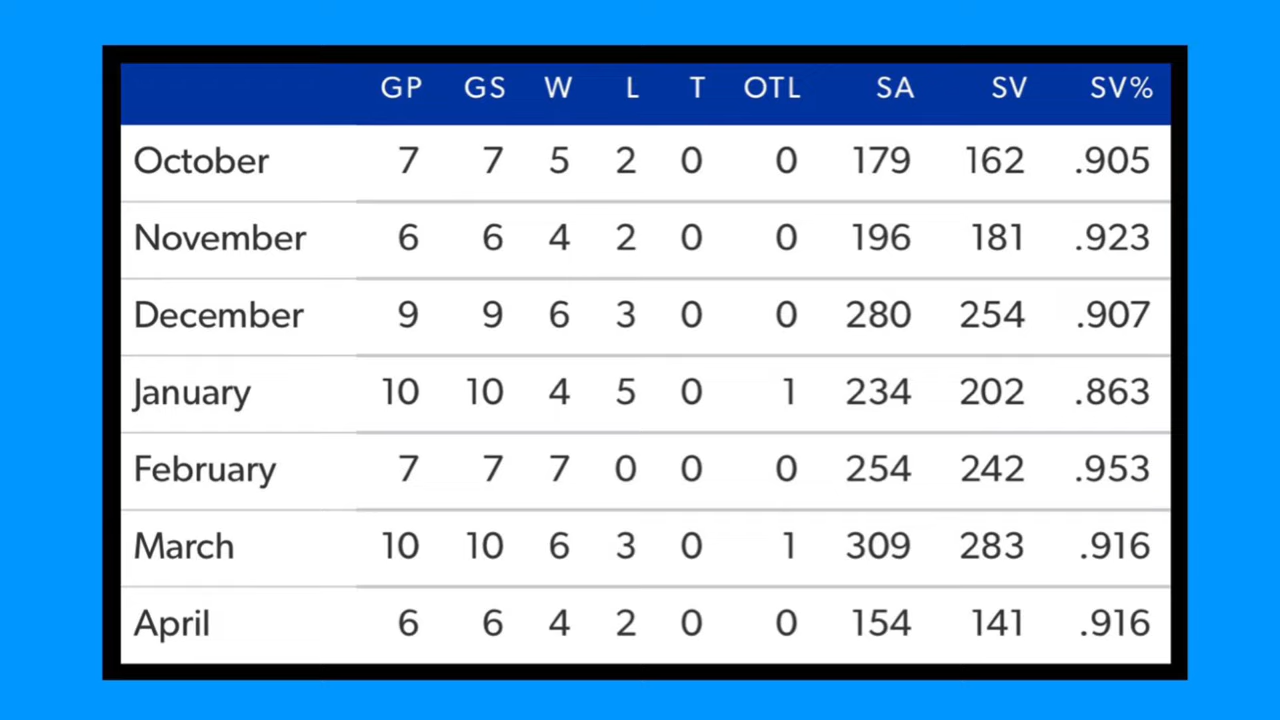 GP GS W L T OTL SA SV SV%
October 7 7 5 2 0 0 179 162 .905
November 6 6 4 2 0 0 196 181 .923
December 9 9 6 3 0 0 280 254 .907
January 10 10 4 5 0 1 234 202 .863
February 7 7 7 0 0 0 254 242 .953
March 10 10 6 3 0 1 309 283 .916
April 6 6 4 2 0 0 154 141 .916